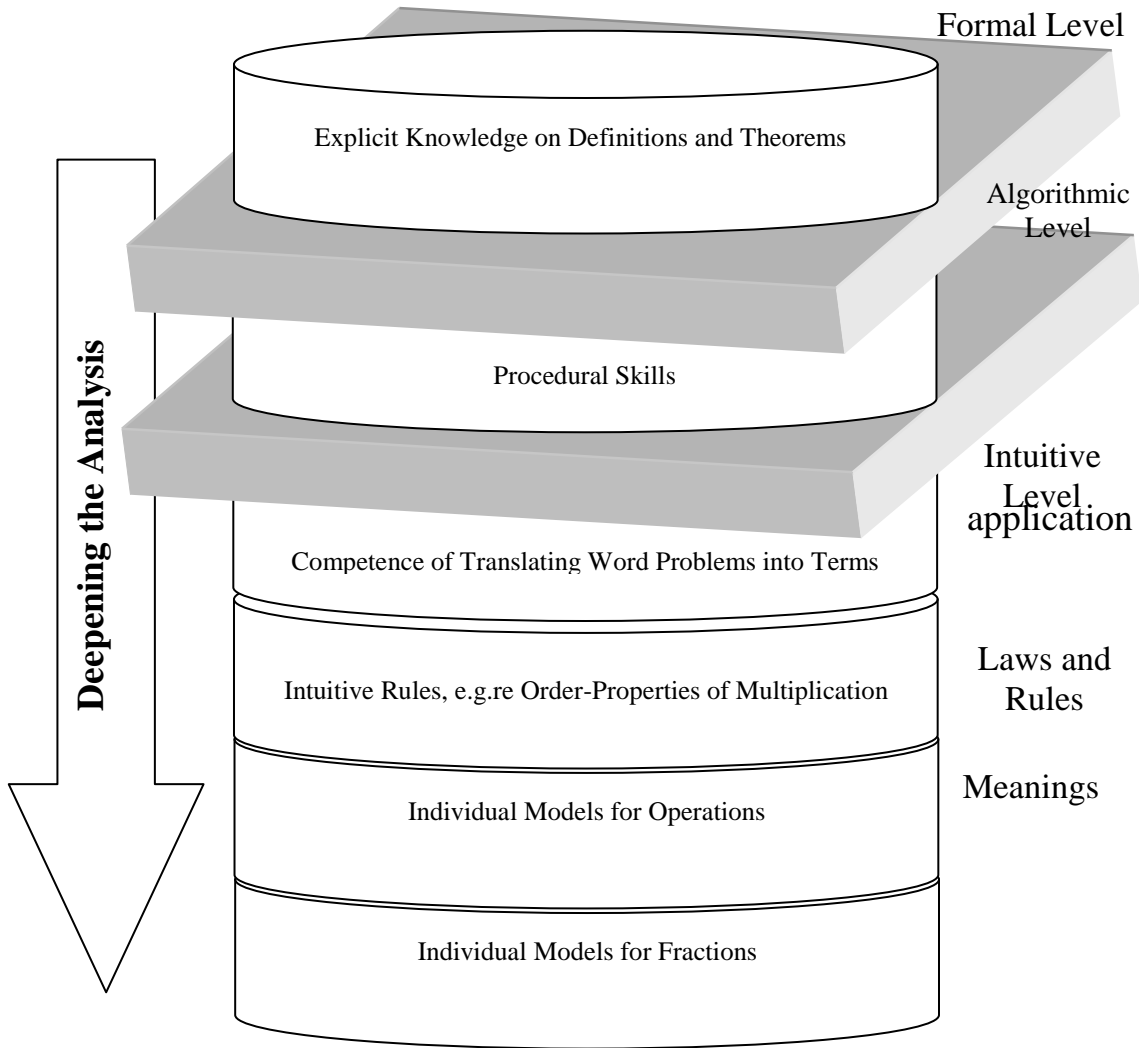 Formal Level
Explicit Knowledge on Definitions and Theorems
Algorithmic
Level
Procedural Skills
Deepening the Analysis
Intuitive
Level
application
Competence of Translating Word Problems into Terms
Laws and
Rules
Intuitive Rules, e.g.re Order-Properties of Multiplication
Meanings
Individual Models for Operations
Individual Models for Fractions